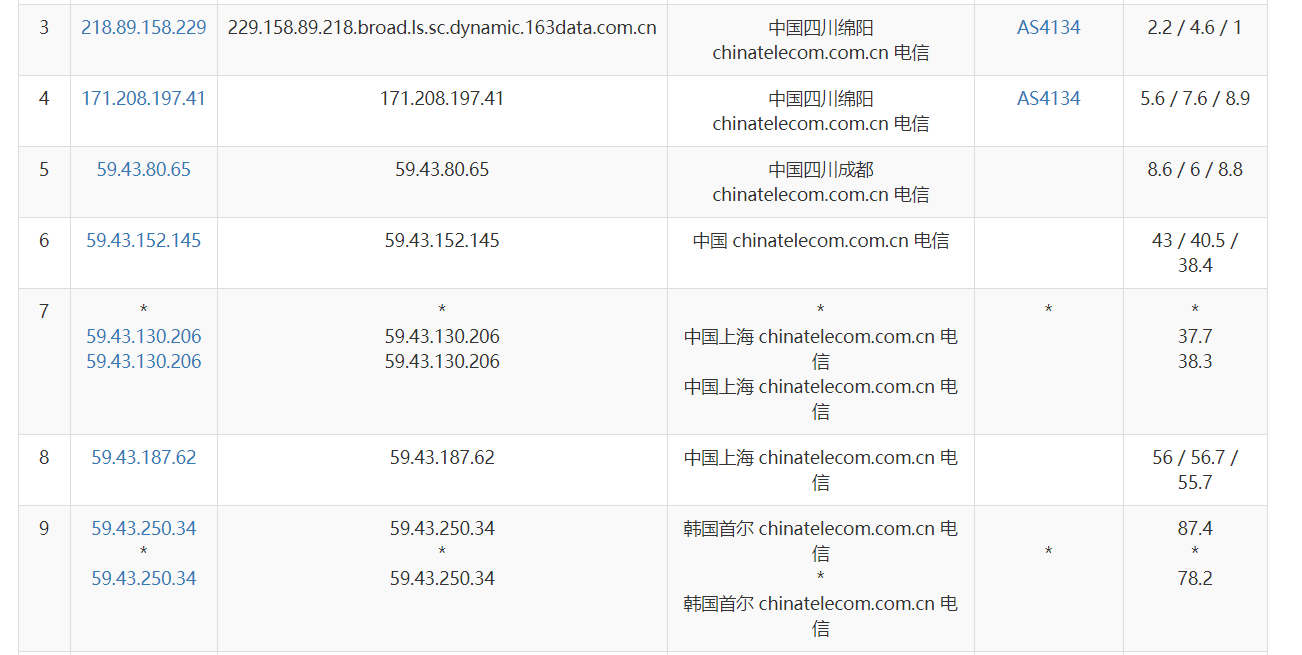 3 218.89.158.229 229.158.89.218.broad.ls.sc.dynamic.163data.com.cn 中国四川绵阳 AS4134 2.2 / 4.6 / 1
chinatelecom.com.cn 电信
4 171.208.197.41 171.208.197.41 中国四川绵阳 AS4134 5.6 / 7.6 / 8.9
chinatelecom.com.cn 电信
5 59.43.80.65 59.43.80.65 中国四川成都 8.6 / 6 / 8.8
chinatelecom.com.cn 电信
6 59.43.152.145 59.43.152.145 中国 chinatelecom.com.cn 电信 43 / 40.5 /
38.4
7 * * * * *
59.43.130.206 59.43.130.206 中国上海 chinatelecom.com.cn 电 37.7
59.43.130.206 59.43.130.206 信 38.3
中国上海 chinatelecom.com.cn 电
信
8 59.43.187.62 59.43.187.62 中国上海 chinatelecom.com.cn 电 56 / 56.7 /
信 55.7
9 59.43.250.34 59.43.250.34 韩国首尔 chinatelecom.com.cn 电 87.4
* * 信 * *
59.43.250.34 59.43.250.34 * 78.2
韩国首尔 chinatelecom.com.cn 电
信